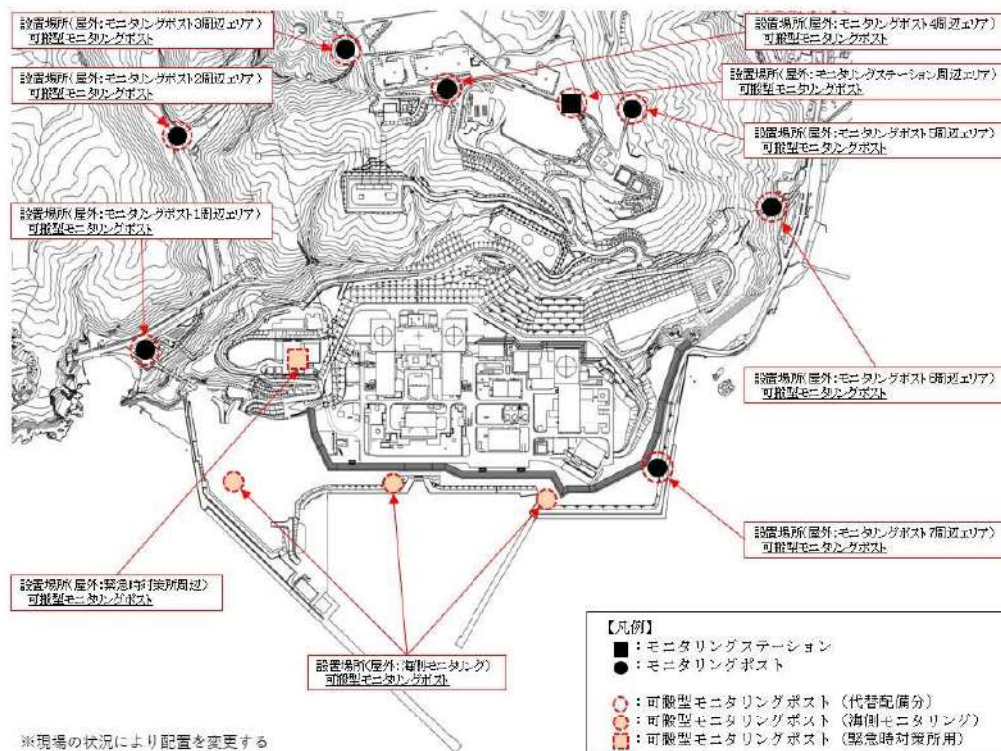 設置場所(屋外:モニタリングポスト3周辺エリア)
可搬型モニタリングポスト
設置場所(屋外:モニタリングポスト4周辺エリア)
可搬型モニタリングポスト
設置場所(屋外:モニタリングポスト2周辺エリア)
可搬型モニタリングポスト
設置場所(屋外:モニタリングステーション周辺エリア)
可搬型モニタリングポスト
設置場所(屋外:モニタリングポスト5周辺エリア)
可搬型モニタリングポスト
設置場所(屋外:モニタリングポスト1周辺エリア)
可搬型モニタリングポスト
設置場所(屋外:モニタリングポスト6周辺エリア)
可搬型モニタリングポスト
設置場所(屋外:モニタリングポスト7周辺エリア)
可搬型モニタリングポスト
設置場所(屋外:緊急時対策所周辺)
可搬型モニタリングポスト
設置場所(屋外:海側モニタリング)
可搬型モニタリングポスト
【凡例】
:モニタリングステーション
:モニタリングポスト
:可搬型モニタリングポスト(代替配備分)
:可搬型モニタリングポスト(海側モニタリング)
:可搬型モニタリングポスト(緊急時対策所用)
※現場の状況により配置を変更する